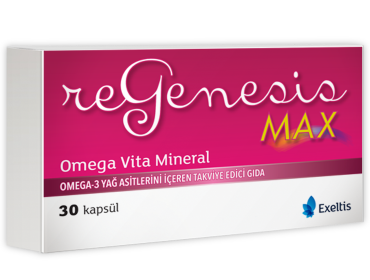 reGenesis
MAX
Omega Vita Mineral
OMEGA-3 YAĞ ASİTLERİNİ İÇEREN TAKVİYE EDİCİ GIDA
30 kapsül
Exeltis